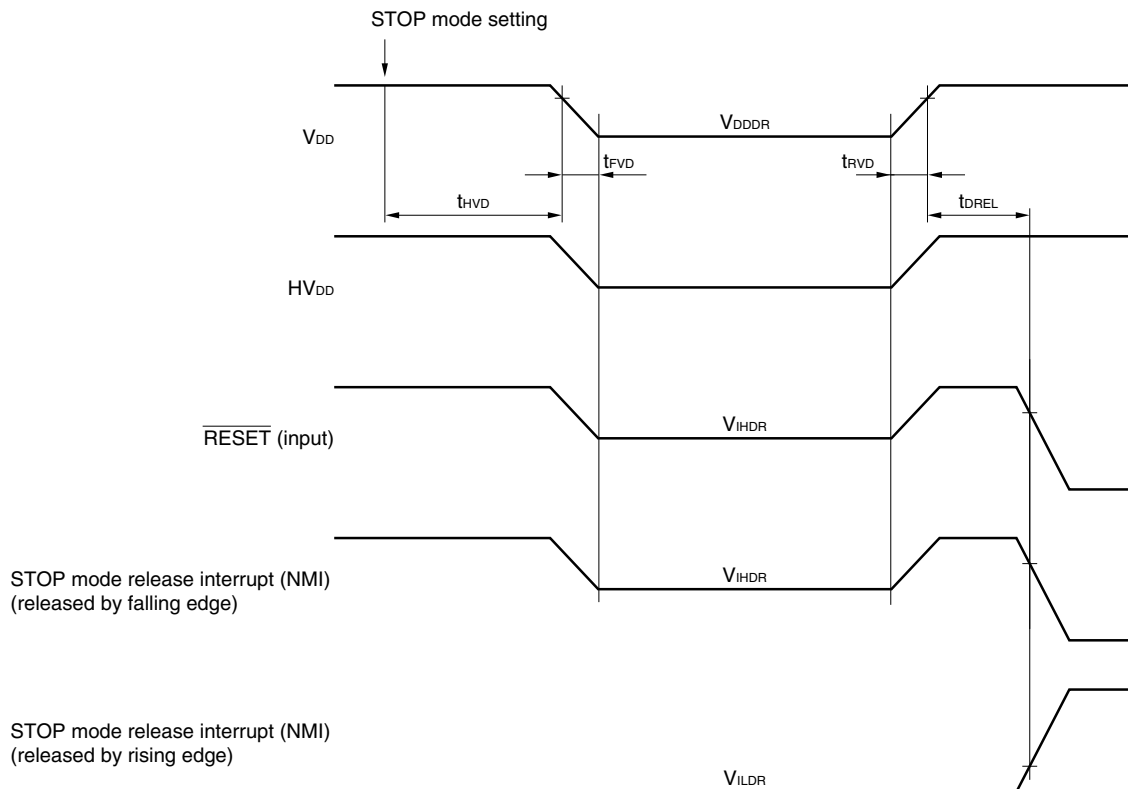 STOP mode setting
VDD
VDDDR
tFVD
tRVD
tHVD
tDREL
HVDD
RESET (input)
VIHDR
STOP mode release interrupt (NMI)
(released by falling edge)
VIHDR
STOP mode release interrupt (NMI)
(released by rising edge)
VILDR